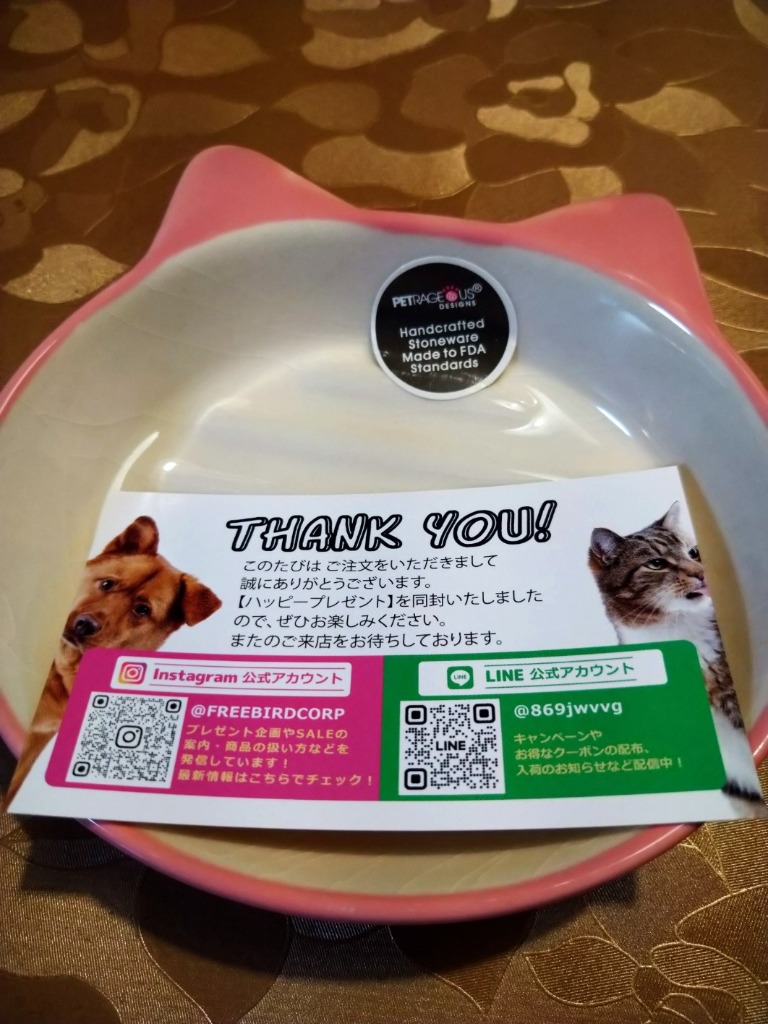 PETRAGEOUS®
DESIGNS
Handcrafted
Stoneware
Made to FDA
Standards
THANK YOU!
このたびは ご注文をいただきまして
誠にありがとうございます。
【ハッピープレゼント】を同封いたしました
ので、ぜひお楽しみください。
またのご来店をお待ちしております。
Instagram 公式アカウント
@FREEBIRDCORP
プレゼント企画やSALEの
案内・商品の扱い方などを
発信しています！
最新情報はこちらでチェック！
LINE 公式アカウント
LINE
@869jwvvg
キャンペーンや
お得なクーポンの配布、
入荷のお知らせなど配信中！